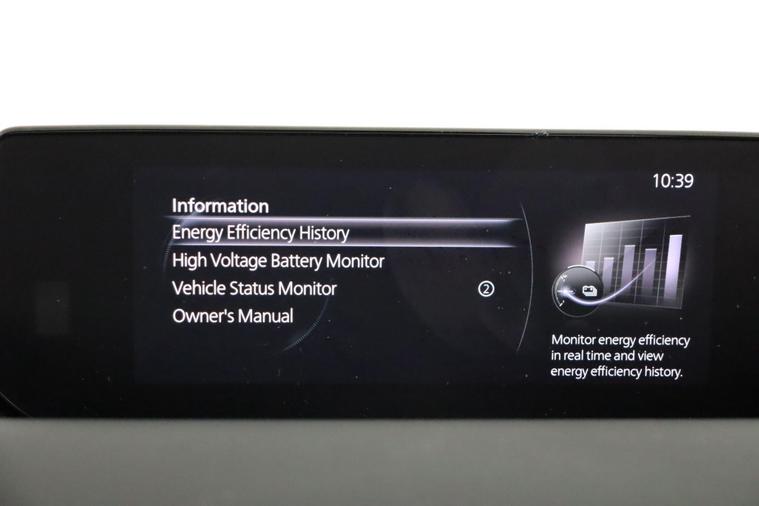 10:39
Information
Energy Efficiency History
High Voltage Battery Monitor
Vehicle Status Monitor 2
Owner's Manual
Monitor energy efficiency
in real time and view
energy efficiency history.